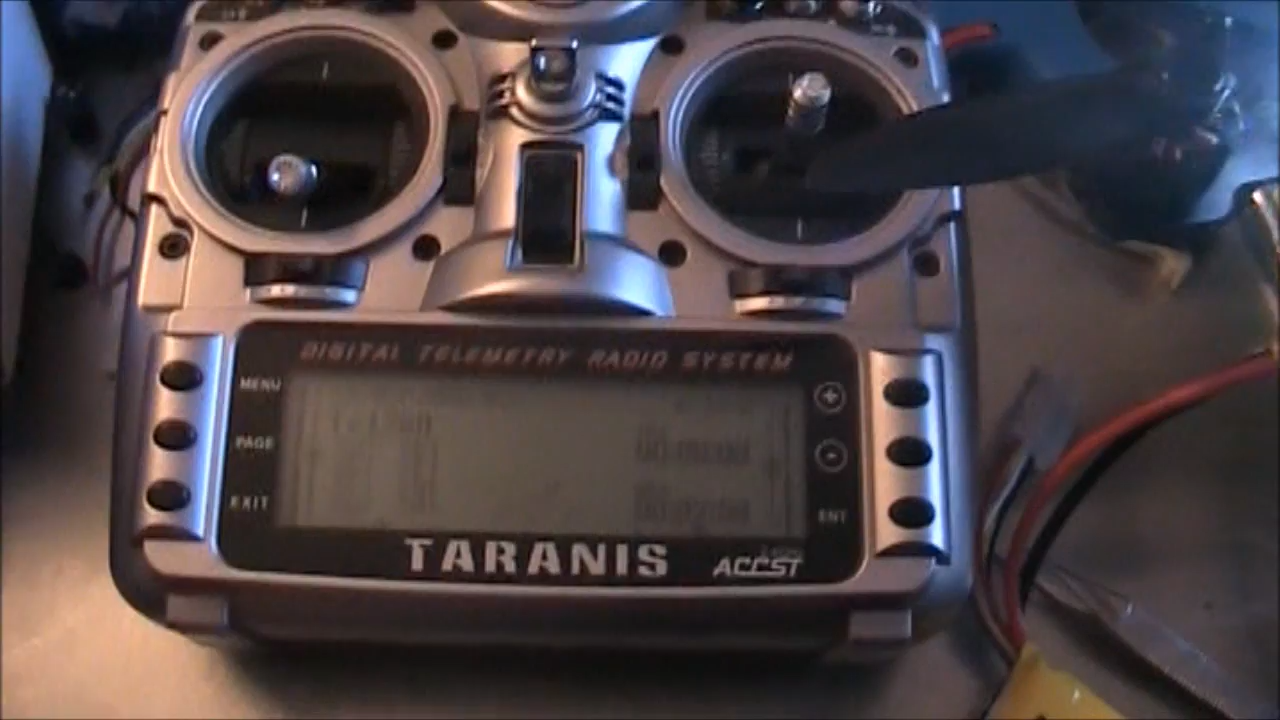 DIGITAL TELEMETRY RADIO SYSTEM
MENU
PAGE
EXIT
+
-
ENT
TARANIS
ACCST